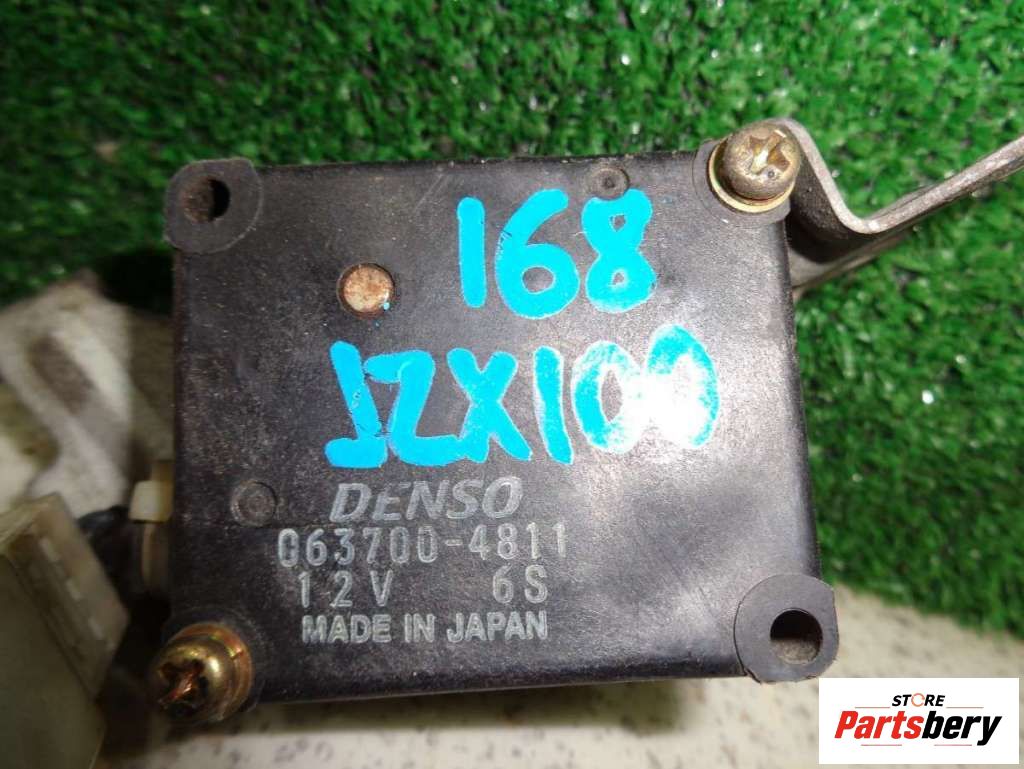 168
JZX100
DENSO
063700-4811
12V 6S
MADE IN JAPAN
STORE
Partsbery